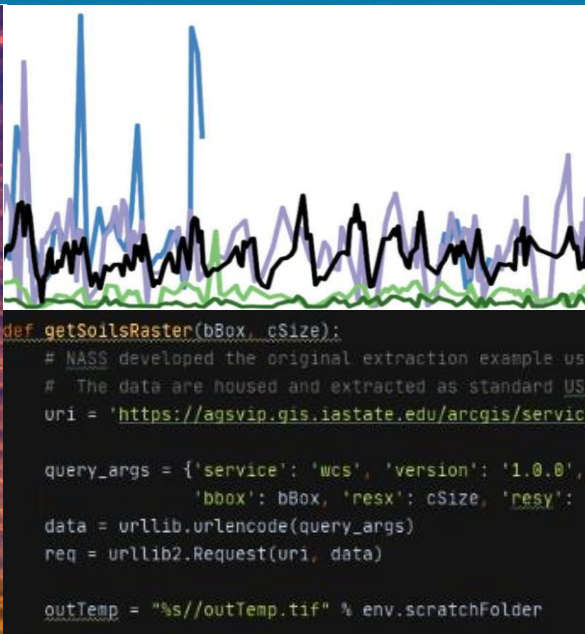 def getSoilsRaster(bBox, cSize):
# NASS developed the original extraction example us
# The data are housed and extracted as standard US
uri = 'https://agsvip.gis.iastate.edu/arcgis/servic
query_args = {'service': 'wcs', 'version': '1.0.0',
'bbox': bBox, 'resx': cSize, 'resy':
data = urllib.urlencode(query_args)
req = urllib2.Request(uri, data)
outTemp = "%s//outTemp.tif" % env.scratchFolder